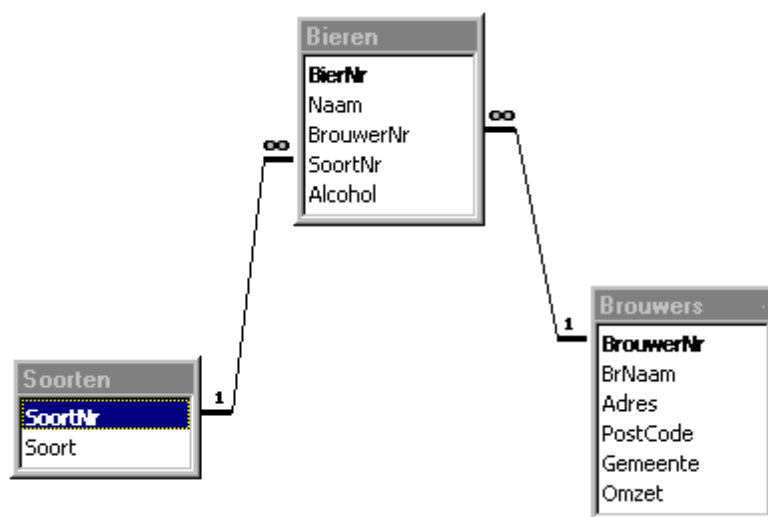 Bieren
BierNr
Naam
BrouwerNr
SoortNr
Alcohol
∞
∞
Soorten
SoortNr
Soort
1
1
Brouwers
BrouwerNr
BrNaam
Adres
PostCode
Gemeente
Omzet